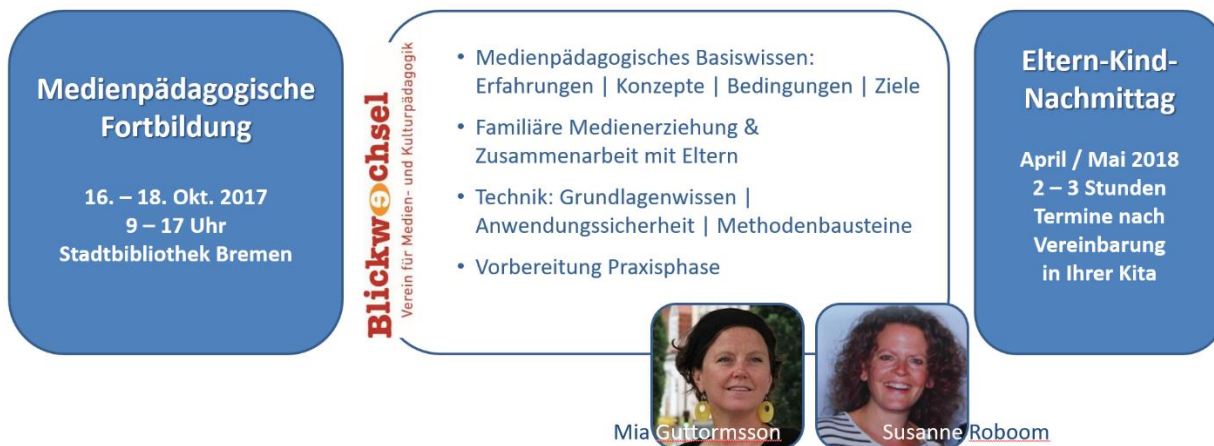 Medienpädagogische
Fortbildung
16. – 18. Okt. 2017
9 – 17 Uhr
Stadtbibliothek Bremen
Blickwechsel
Verein für Medien- und Kulturpädagogik
• Medienpädagogisches Basiswissen:
Erfahrungen | Konzepte | Bedingungen | Ziele
• Familiäre Medienerziehung &
Zusammenarbeit mit Eltern
• Technik: Grundlagenwissen |
Anwendungssicherheit | Methodenbausteine
• Vorbereitung Praxisphase
Mia Guttormsson
Susanne Roboom
Eltern-Kind-
Nachmittag
April / Mai 2018
2 – 3 Stunden
Termine nach
Vereinbarung
in Ihrer Kita